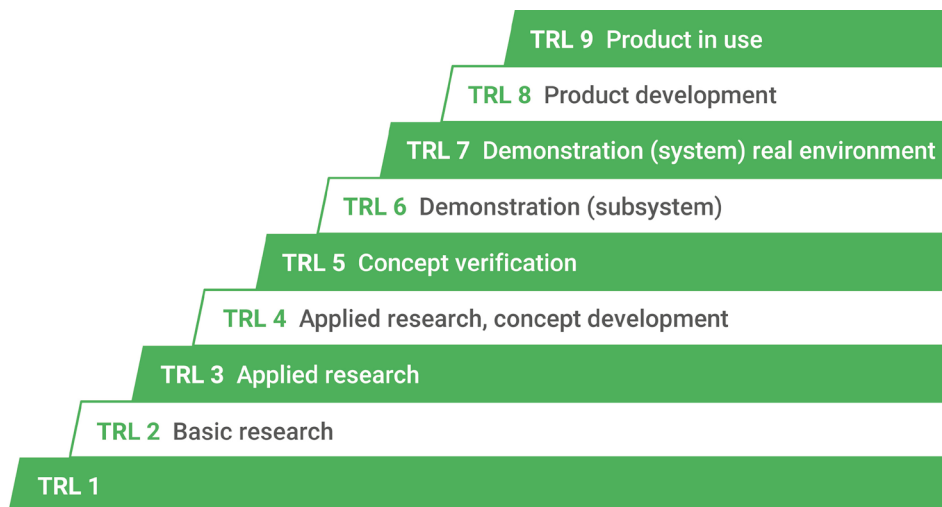 TRL 9 Product in use
TRL 8 Product development
TRL 7 Demonstration (system) real environment
TRL 6 Demonstration (subsystem)
TRL 5 Concept verification
TRL 4 Applied research, concept development
TRL 3 Applied research
TRL 2 Basic research
TRL 1